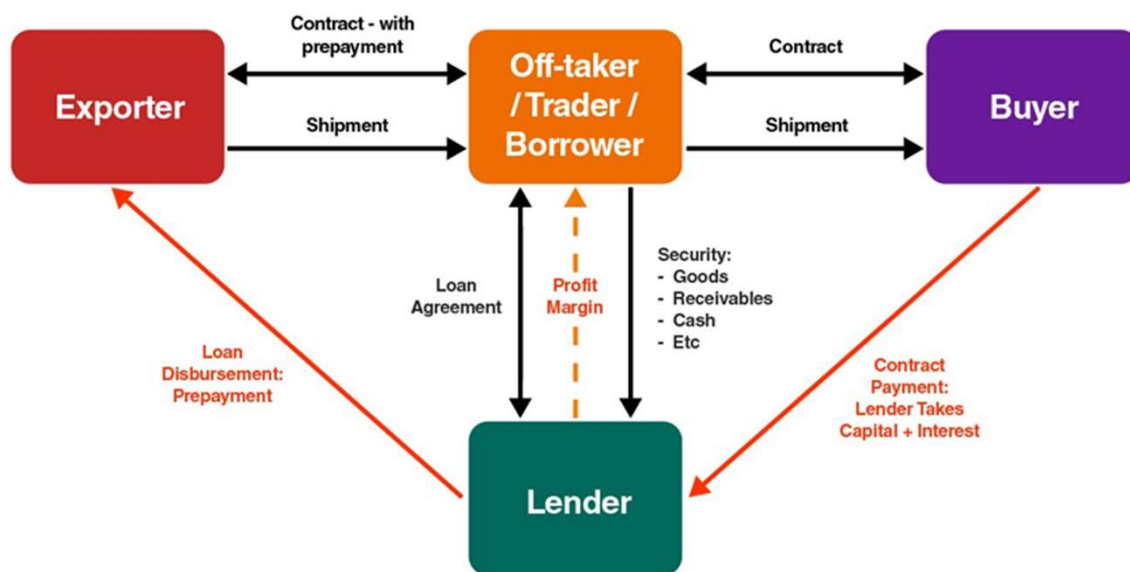 Contract - with
prepayment
Contract
Exporter
Off-taker
/ Trader /
Borrower
Buyer
Shipment
Shipment
Loan
Agreement
Profit
Margin
Security:
- Goods
- Receivables
- Cash
- Etc
Loan
Disbursement:
Prepayment
Contract
Payment:
Lender Takes
Capital + Interest
Lender